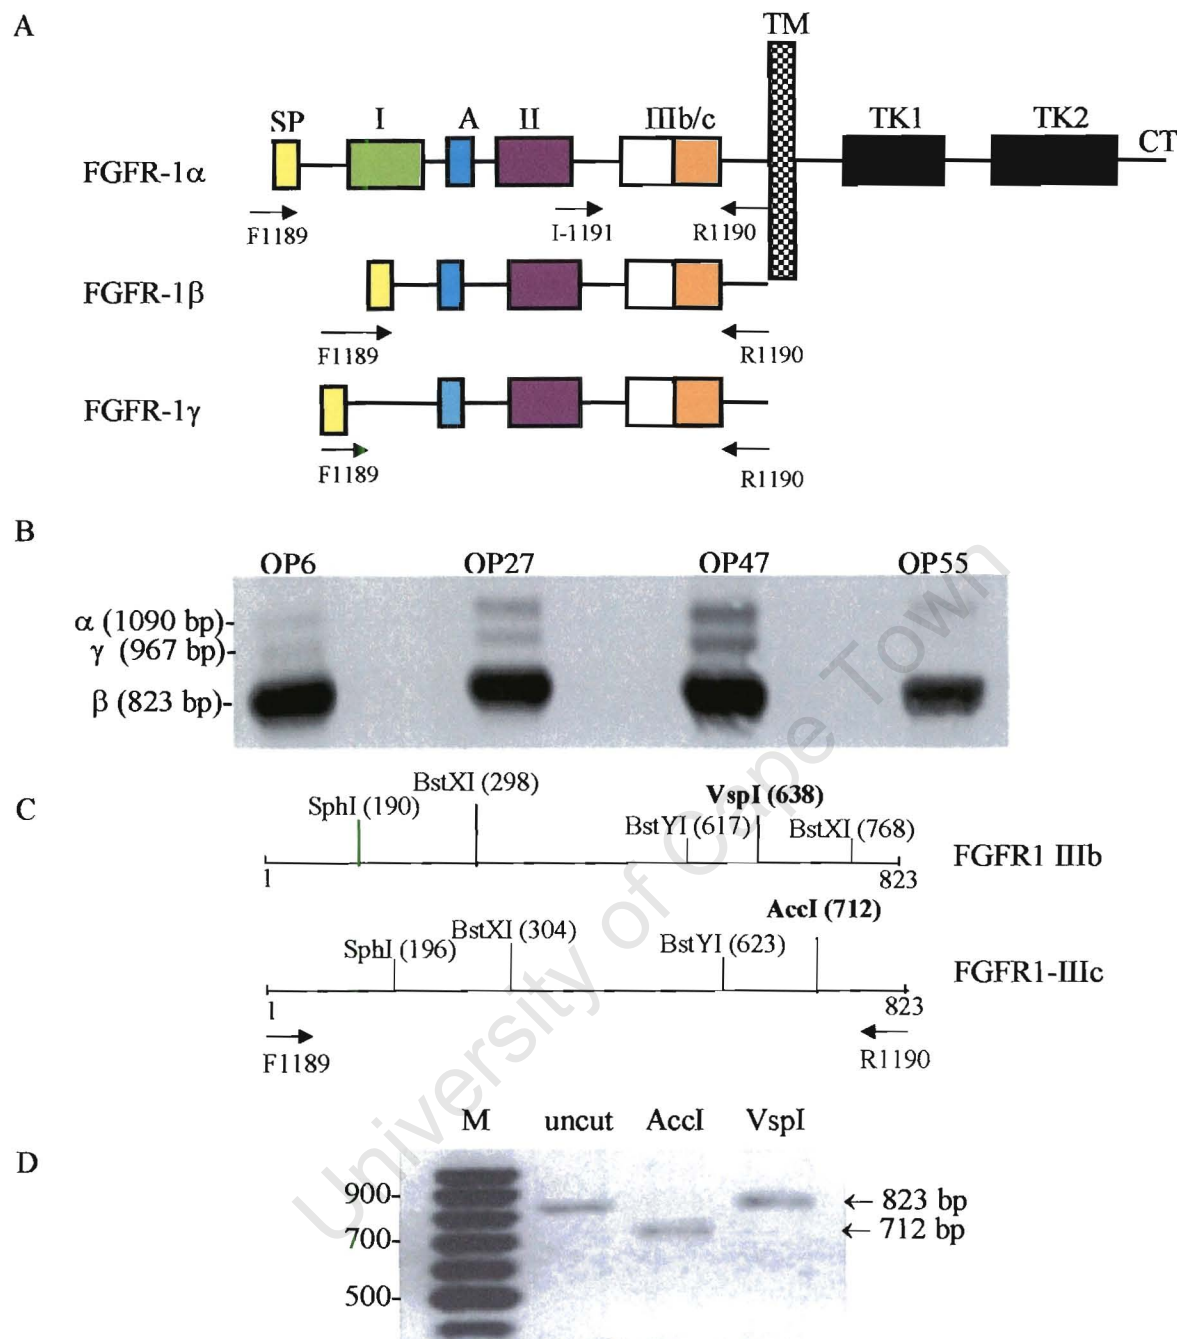 A
TM
SP I A II IIIb/c TK1 TK2 CT
FGFR-1α
F1189 I-1191 R1190
FGFR-1β
F1189 R1190
FGFR-1γ
F1189 R1190
B
OP6 OP27 OP47 OP55
α (1090 bp)-
γ (967 bp)-
β (823 bp)-
C
SphI (190) BstXI (298) BstYI (617) VspI (638) BstXI (768)
1 823
FGFR1 IIIb
SphI (196) BstXI (304) BstYI (623) AccI (712)
1 823
FGFR1-IIIc
F1189 R1190
D
M uncut AccI VspI
900-
700-
500-
← 823 bp
← 712 bp
University of Cape Town